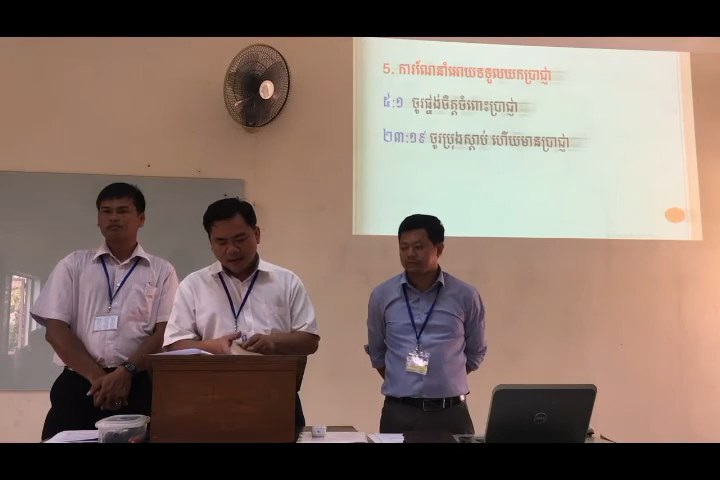 5. ការណែនាំអោយទទួលយកប្រាជ្ញា
៥:១ ចូរផ្ចង់ចិត្តចំពោះប្រាជ្ញា
២៣:១៩ ចូរប្រុងស្តាប់ ហើយមានប្រាជ្ញា
DELL